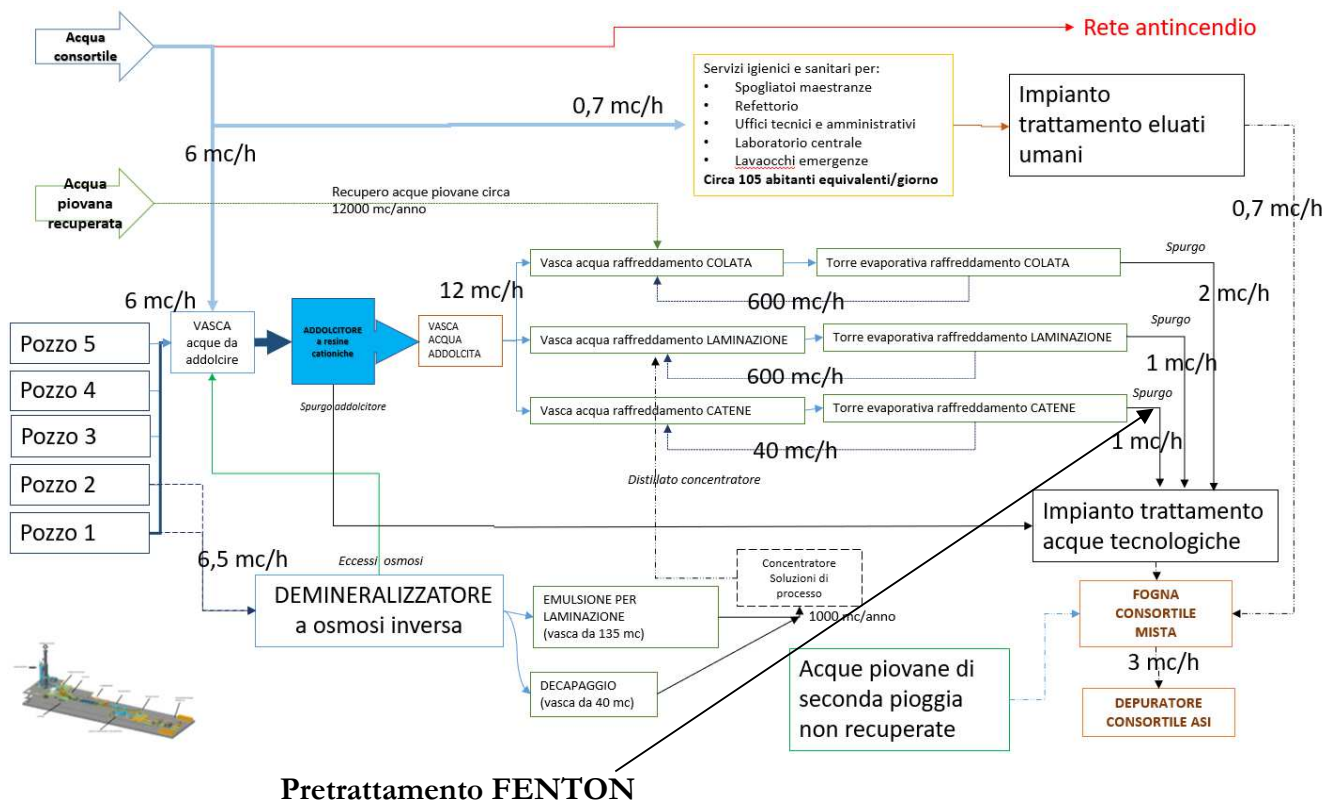 Acqua
consortile
Rete antincendio
Servizi igienici e sanitari per:
• Spogliatoi maestranze
• Refettorio
• Uffici tecnici e amministrativi
• Laboratorio centrale
• Lavaocchi emergenze
Circa 105 abitanti equivalenti/giorno
Impianto
trattamento eluati
umani
0,7 mc/h
6 mc/h
Acqua
piovana
recuperata
Recupero acque piovane circa
12000 mc/anno
0,7 mc/h
Vasca acqua raffreddamento COLATA
Torre evaporativa raffreddamento COLATA
Spurgo
6 mc/h
12 mc/h
600 mc/h
2 mc/h
VASCA
acque da
addolcire
ADDOLCITORE
a resine
cationiche
VASCA
ACQUA
ADDOLCITA
Vasca acqua raffreddamento LAMINAZIONE
Torre evaporativa raffreddamento LAMINAZIONE
Spurgo
600 mc/h
1 mc/h
Pozzo 5
Pozzo 4
Pozzo 3
Pozzo 2
Pozzo 1
Spurgo addolcitore
Vasca acqua raffreddamento CATENE
Torre evaporativa raffreddamento CATENE
Spurgo
40 mc/h
1 mc/h
Distillato concentratore
Impianto trattamento
acque tecnologiche
6,5 mc/h
Eccessi osmosi
DEMINERALIZZATORE
a osmosi inversa
Concentratore
Soluzioni di
processo
1000 mc/anno
EMULSIONE PER
LAMINAZIONE
(vasca da 135 mc)
DECAPAGGIO
(vasca da 40 mc)
FOGNA
CONSORTILE
MISTA
3 mc/h
Acque piovane di
seconda pioggia
non recuperate
DEPURATORE
CONSORTILE ASI
Pretrattamento FENTON